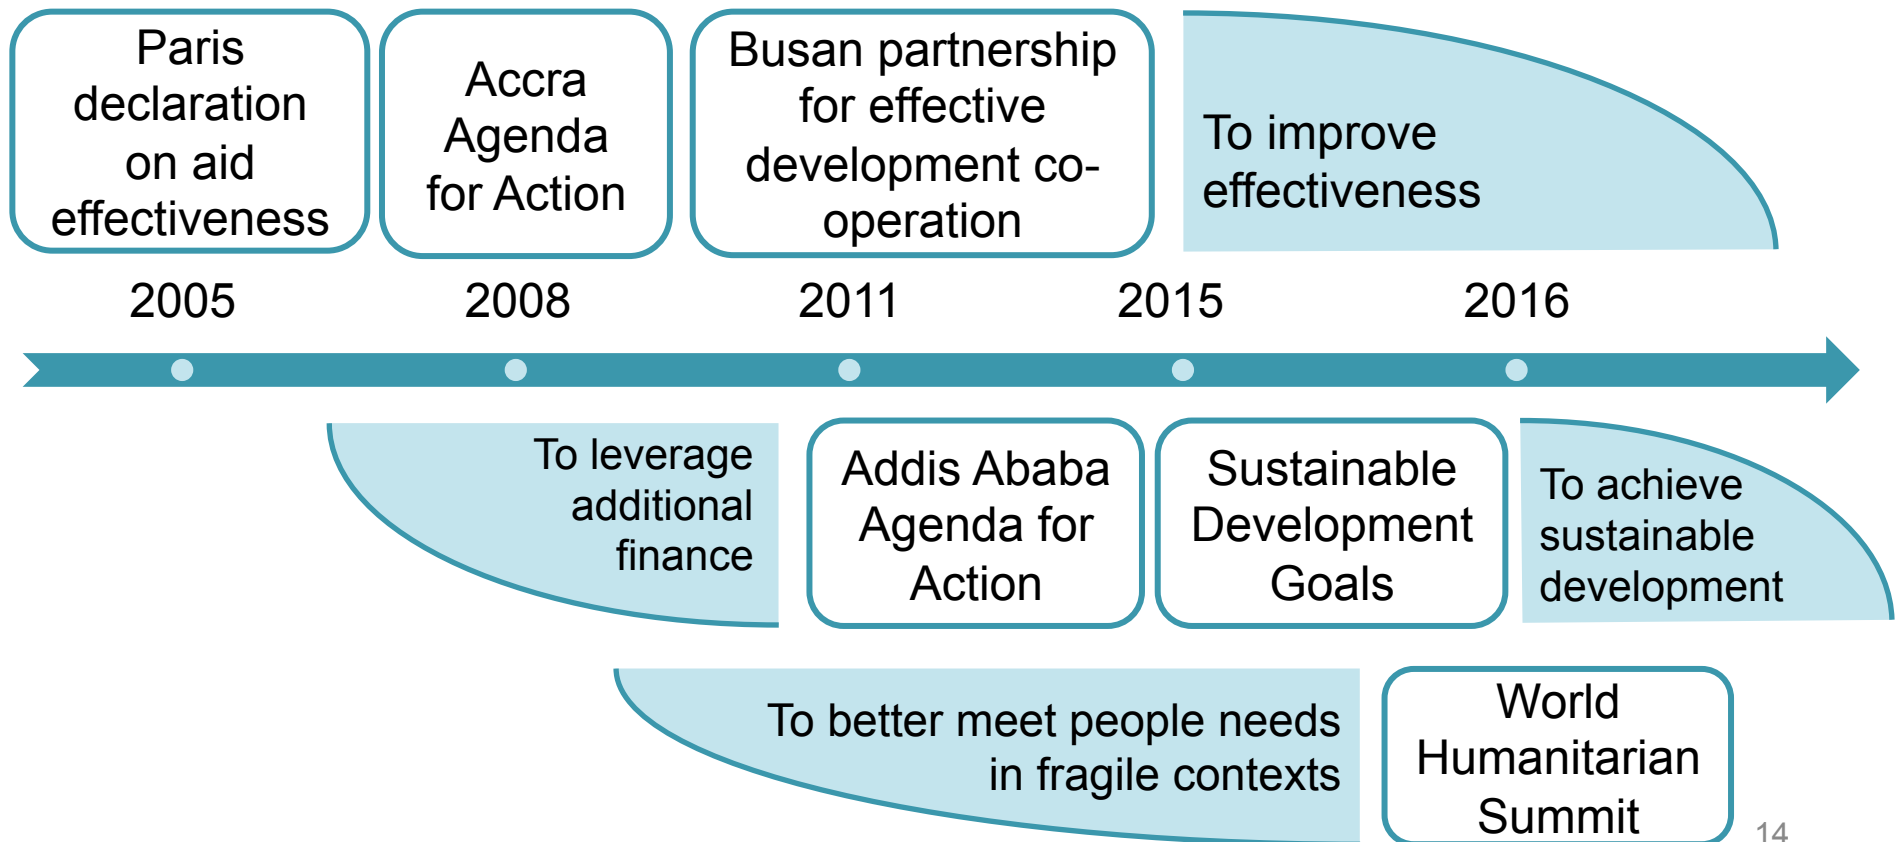 Paris
declaration
on aid
effectiveness
Accra
Agenda
for Action
Busan partnership
for effective
development co-
operation
To improve
effectiveness
2005
2008
2011
2015
2016
To leverage
additional
finance
Addis Ababa
Agenda for
Action
Sustainable
Development
Goals
To achieve
sustainable
development
To better meet people needs
in fragile contexts
World
Humanitarian
Summit
14